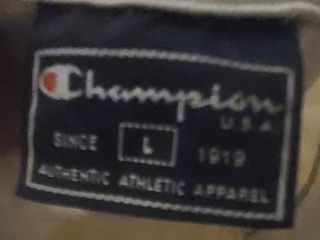 Champion
U.S.A.
SINCE L 1919
AUTHENTIC ATHLETIC APPAREL